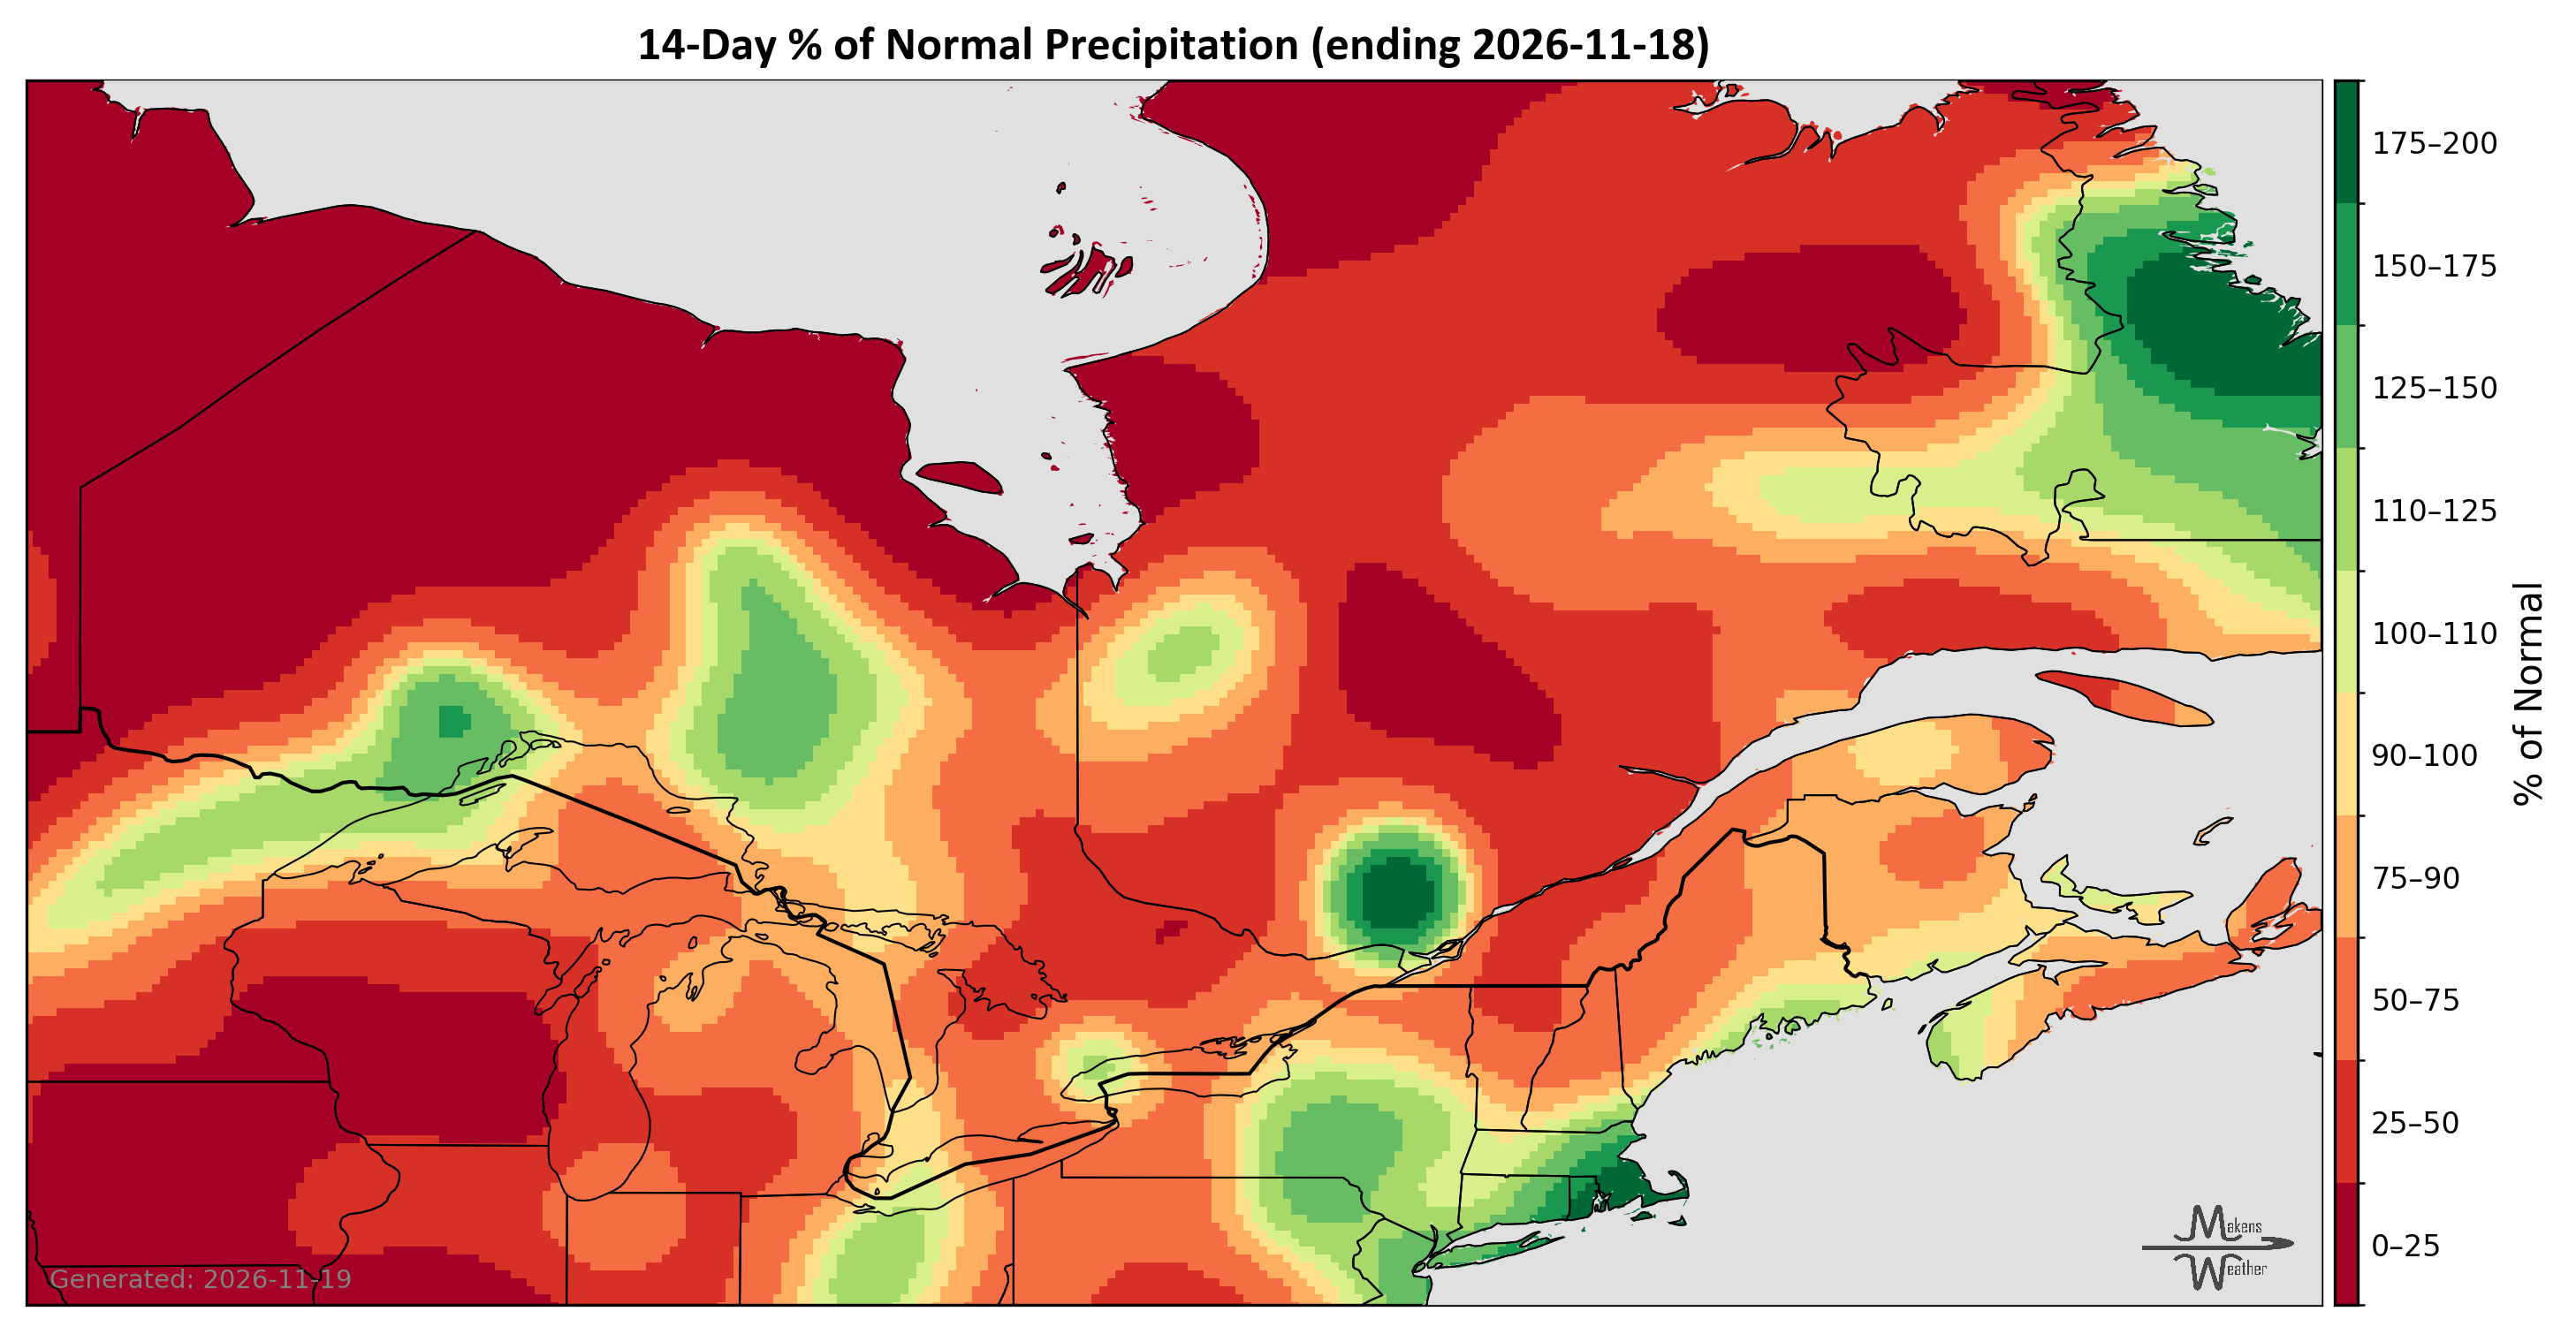 14-Day % of Normal Precipitation (ending 2026-11-18)
175–200
150–175
125–150
110–125
100–110
90–100
75–90
50–75
25–50
0–25
% of Normal
Generated: 2026-11-19
Makens
Weather